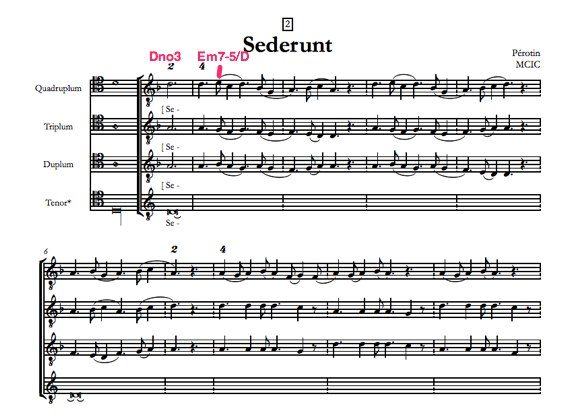 2
Sederunt
Dno3 Em7-5/D
Pérotin
MCIC
2 4
Quadruplum
[ Se -
Triplum
[ Se -
Duplum
[ Se -
Tenor*
Se -
6 2 4